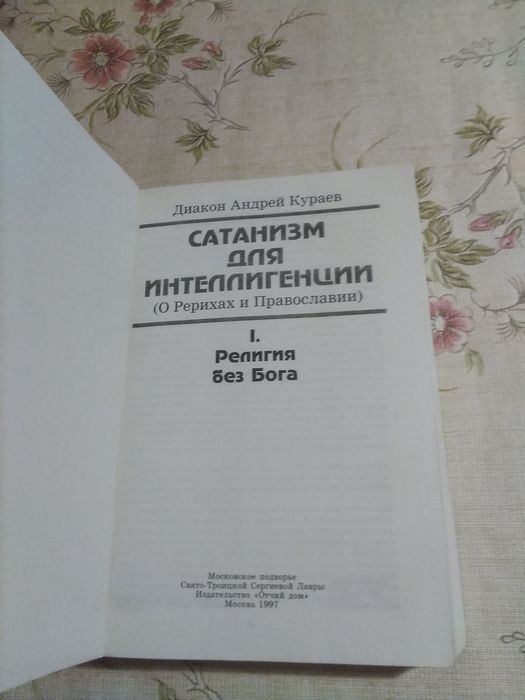 Диакон Андрей Кураев
САТАНИЗМ
ДЛЯ
ИНТЕЛЛИГЕНЦИИ
(О Рерихах и Православии)
I.
Религия
без Бога
Московское подворье
Свято-Троицкой Сергиевой Лавры
Издательство «Отчий дом»
Москва 1997